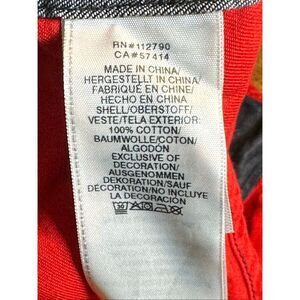 RN#112790
CA#57414
MADE IN CHINA/
HERGESTELLT IN CHINA/
FABRIQUÉ EN CHINE/
HECHO EN CHINA
SHELL/OBERSTOFF/
VESTE/TELA EXTERIOR:
100% COTTON/
BAUMWOLLE/COTON/
ALGODÓN
EXCLUSIVE OF
DECORATION/
AUSGENOMMEN
DEKORATION/SAUF
DÉCORATION/NO INCLUYE
LA DECORACIÓN
30